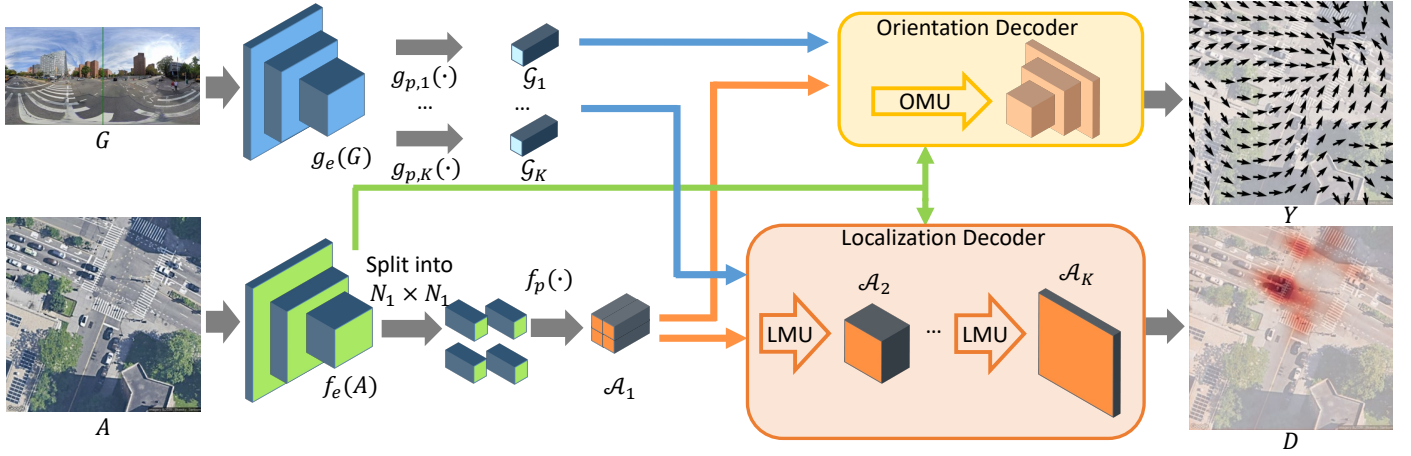 G
g_e(G)
g_{p,1}(·)
...
g_{p,K}(·)
𝒢_1
...
𝒢_K
Orientation Decoder
OMU
Y
A
Google
f_e(A)
Split into
N_1 × N_1
f_p(·)
𝒜_1
Localization Decoder
LMU
𝒜_2
...
LMU
𝒜_K
D